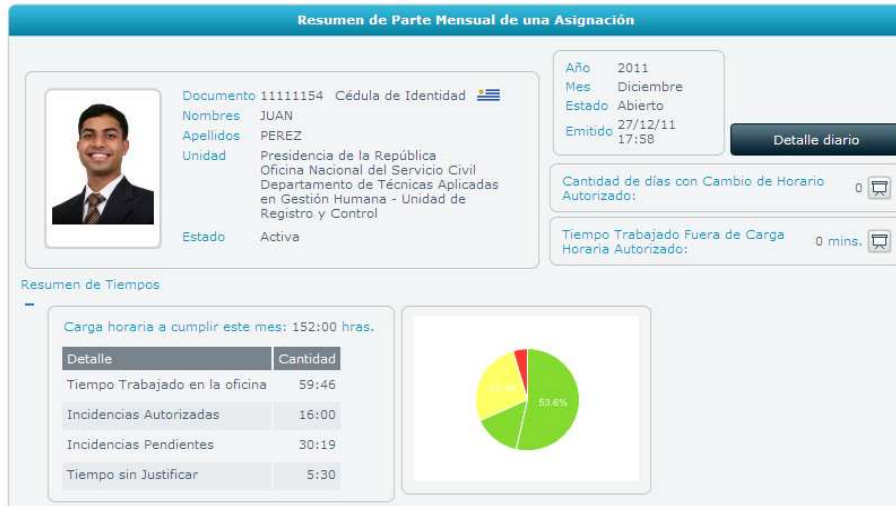 Resumen de Parte Mensual de una Asignación
Documento 11111154 Cédula de Identidad
Nombres JUAN
Apellidos PEREZ
Unidad Presidencia de la República
Oficina Nacional del Servicio Civil
Departamento de Técnicas Aplicadas
en Gestión Humana - Unidad de
Registro y Control
Estado Activa
Año 2011
Mes Diciembre
Estado Abierto
Emitido 27/12/11
17:58
Detalle diario
Cantidad de días con Cambio de Horario
Autorizado: 0
Tiempo Trabajado Fuera de Carga
Horaria Autorizado: 0 mins.
Resumen de Tiempos
Carga horaria a cumplir este mes: 152:00 hras.
Detalle Cantidad
Tiempo Trabajado en la oficina 59:46
Incidencias Autorizadas 16:00
Incidencias Pendientes 30:19
Tiempo sin Justificar 5:30
53.6%